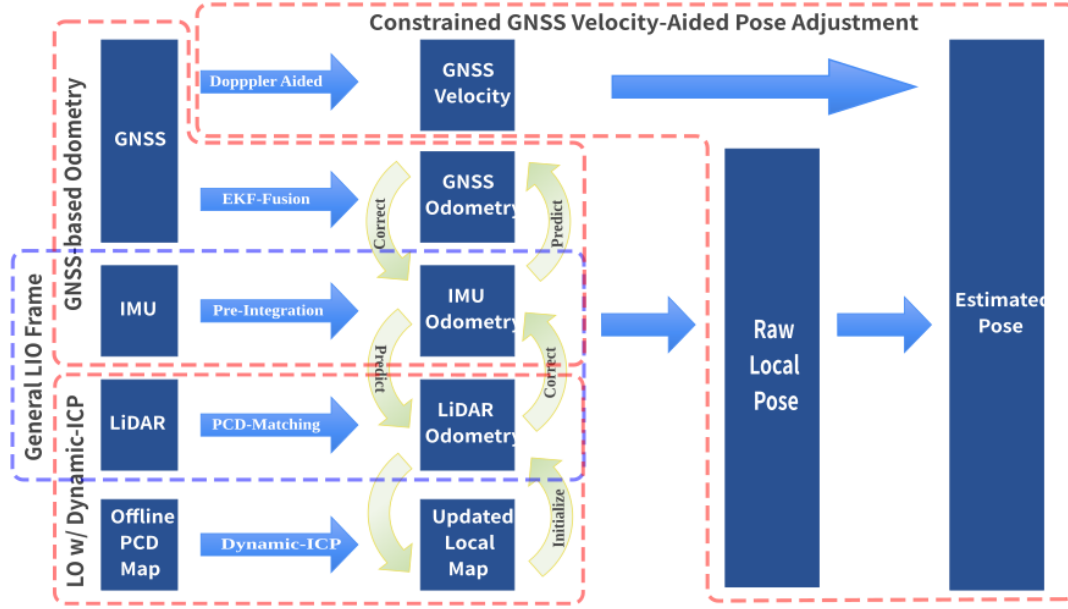 Constrained GNSS Velocity-Aided Pose Adjustment
GNSS-based Odometry
General LIO Frame
LO w/ Dynamic-ICP
GNSS
Dopppler Aided
GNSS
Velocity
EKF-Fusion
GNSS
Odometry
Correct
Predict
IMU
Pre-Integration
IMU
Odometry
Predict
Correct
LiDAR
PCD-Matching
LiDAR
Odometry
Offline
PCD
Map
Dynamic-ICP
Updated
Local
Map
Initialize
Raw
Local
Pose
Estimated
Pose